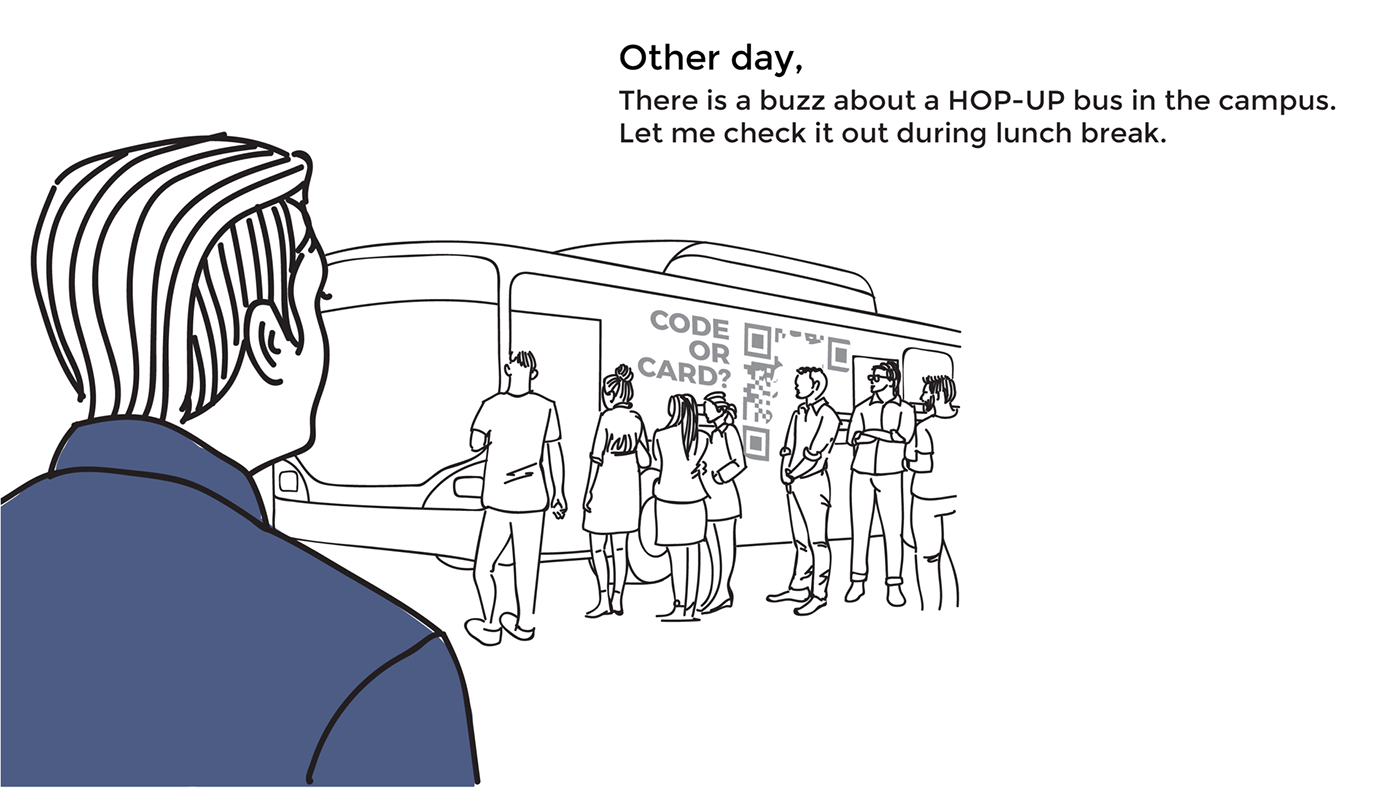 Other day,
There is a buzz about a HOP-UP bus in the campus.
Let me check it out during lunch break.
CODE
OR
CARD?